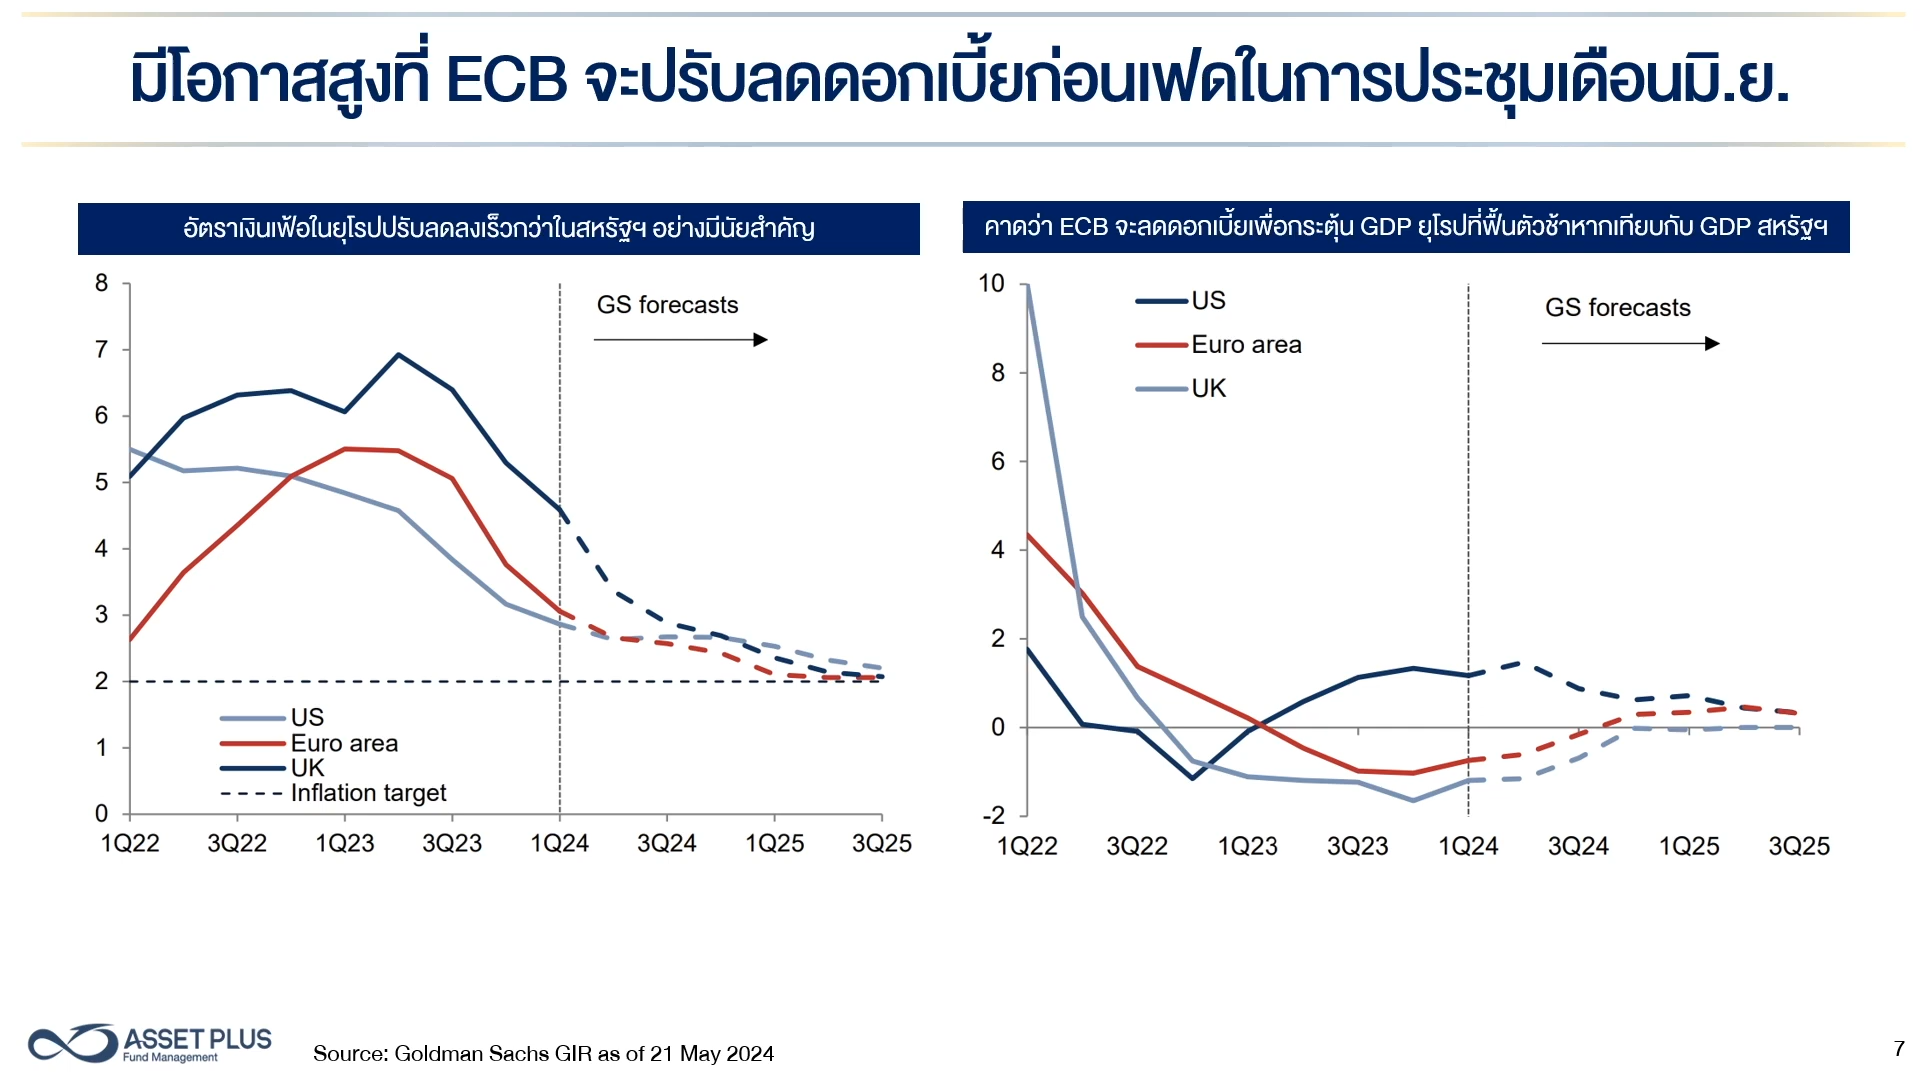 มีโอกาสสูงที่ ECB จะปรับลดดอกเบี้ยก่อนเฟดในการประชุมเดือนมิ.ย.
อัตราเงินเฟ้อในยุโรปปรับลดลงเร็วกว่าในสหรัฐฯ อย่างมีนัยสำคัญ
8
7
6
5
4
3
2
1
0
GS forecasts
US
Euro area
UK
Inflation target
1Q22 3Q22 1Q23 3Q23 1Q24 3Q24 1Q25 3Q25
คาดว่า ECB จะลดดอกเบี้ยเพื่อกระตุ้น GDP ยุโรปที่ฟื้นตัวช้าหากเทียบกับ GDP สหรัฐฯ
10
8
6
4
2
0
-2
US
Euro area
UK
GS forecasts
1Q22 3Q22 1Q23 3Q23 1Q24 3Q24 1Q25 3Q25
ASSET PLUS
Fund Management
Source: Goldman Sachs GIR as of 21 May 2024
7